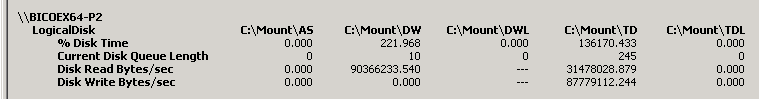 \\BICOEX64-P2
LogicalDisk C:\Mount\AS C:\Mount\DW C:\Mount\DWL C:\Mount\TD C:\Mount\TDL
% Disk Time 0.000 221.968 0.000 136170.433 0.000
Current Disk Queue Length 0 10 0 245 0
Disk Read Bytes/sec 0.000 90366233.540 --- 31478028.879 0.000
Disk Write Bytes/sec 0.000 0.000 --- 87779112.244 0.000